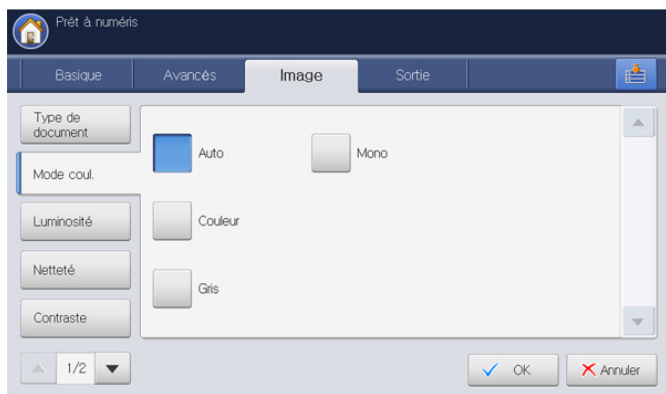 Prêt à numéris
Basique
Avancés
Image
Sortie
Type de
document
Mode coul.
Luminosité
Netteté
Contraste
1/2
Auto
Mono
Couleur
Gris
OK
Annuler